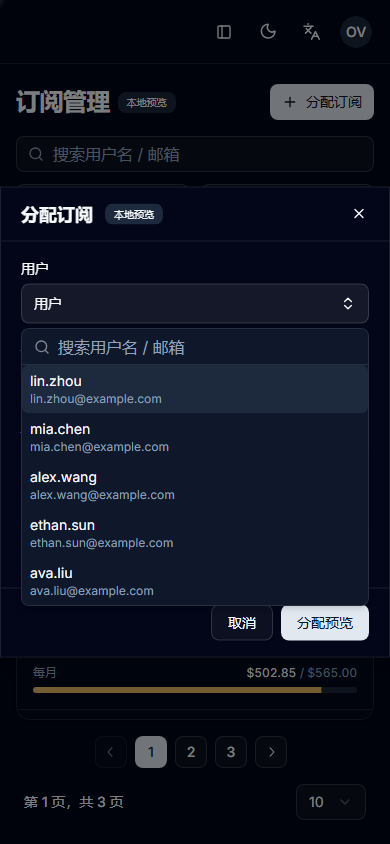 OV
订阅管理 本地预览
+ 分配订阅
搜索用户名 / 邮箱
分配订阅 本地预览
用户
用户
搜索用户名 / 邮箱
lin.zhou
lin.zhou@example.com
mia.chen
mia.chen@example.com
alex.wang
alex.wang@example.com
ethan.sun
ethan.sun@example.com
ava.liu
ava.liu@example.com
取消 分配预览
每月 $502.85 / $565.00
1 2 3
第 1 页，共 3 页 10